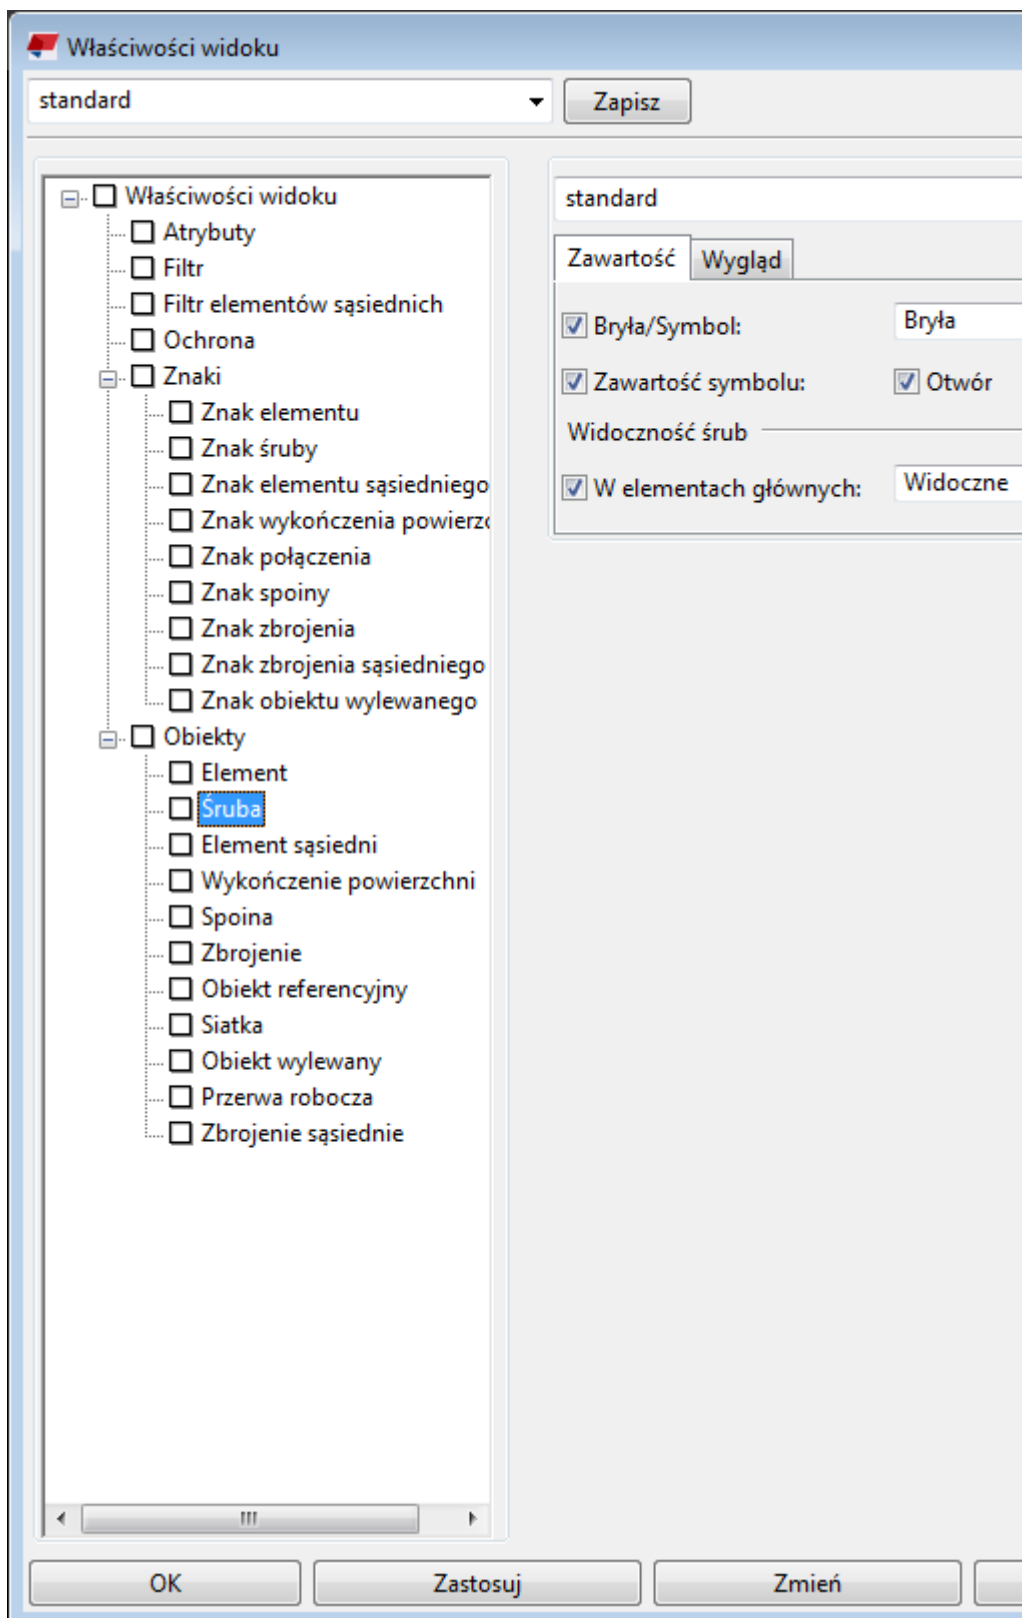 Właściwości widoku
standard
Zapisz
Właściwości widoku
Atrybuty
Filtr
Filtr elementów sąsiednich
Ochrona
Znaki
Znak elementu
Znak śruby
Znak elementu sąsiedniego
Znak wykończenia powierzc
Znak połączenia
Znak spoiny
Znak zbrojenia
Znak zbrojenia sąsiedniego
Znak obiektu wylewanego
Obiekty
Element
Śruba
Element sąsiedni
Wykończenie powierzchni
Spoina
Zbrojenie
Obiekt referencyjny
Siatka
Obiekt wylewany
Przerwa robocza
Zbrojenie sąsiednie
standard
Zawartość Wygląd
Bryła/Symbol: Bryła
Zawartość symbolu: Otwór
Widoczność śrub
W elementach głównych: Widoczne
OK Zastosuj Zmień